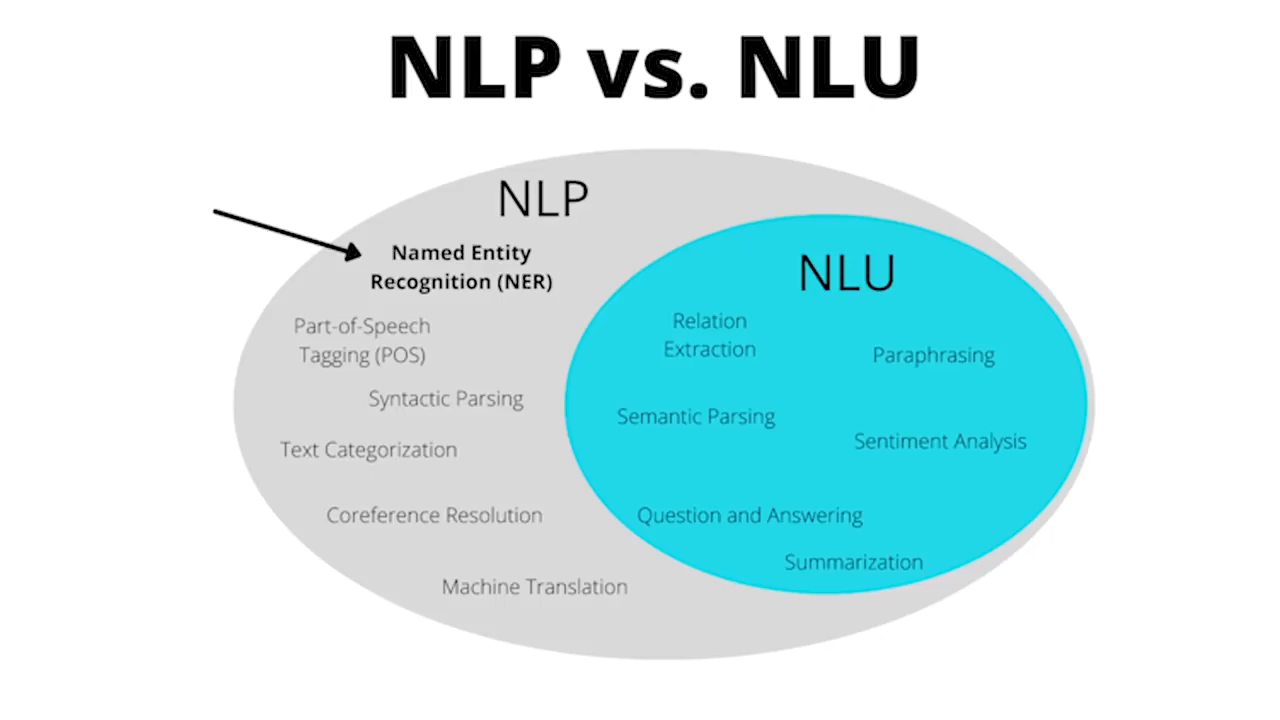 NLP vs. NLU
NLP
Named Entity
Recognition (NER)
Part-of-Speech
Tagging (POS)
Syntactic Parsing
Text Categorization
Coreference Resolution
Machine Translation
NLU
Relation
Extraction
Paraphrasing
Semantic Parsing
Sentiment Analysis
Question and Answering
Summarization